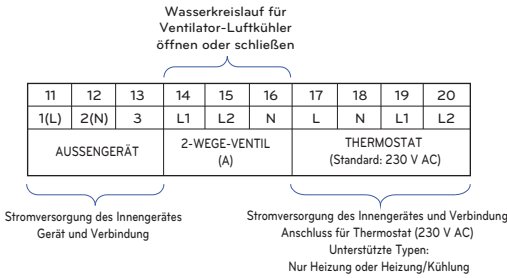 Wasserkreislauf für
Ventilator-Luftkühler
öffnen oder schließen
11 12 13 14 15 16 17 18 19 20
1(L) 2(N) 3 L1 L2 N L N L1 L2
AUSSENGERÄT
2-WEGE-VENTIL
(A)
THERMOSTAT
(Standard: 230 V AC)
Stromversorgung des Innengerätes
Gerät und Verbindung
Stromversorgung des Innengerätes und Verbindung
Anschluss für Thermostat (230 V AC)
Unterstützte Typen:
Nur Heizung oder Heizung/Kühlung